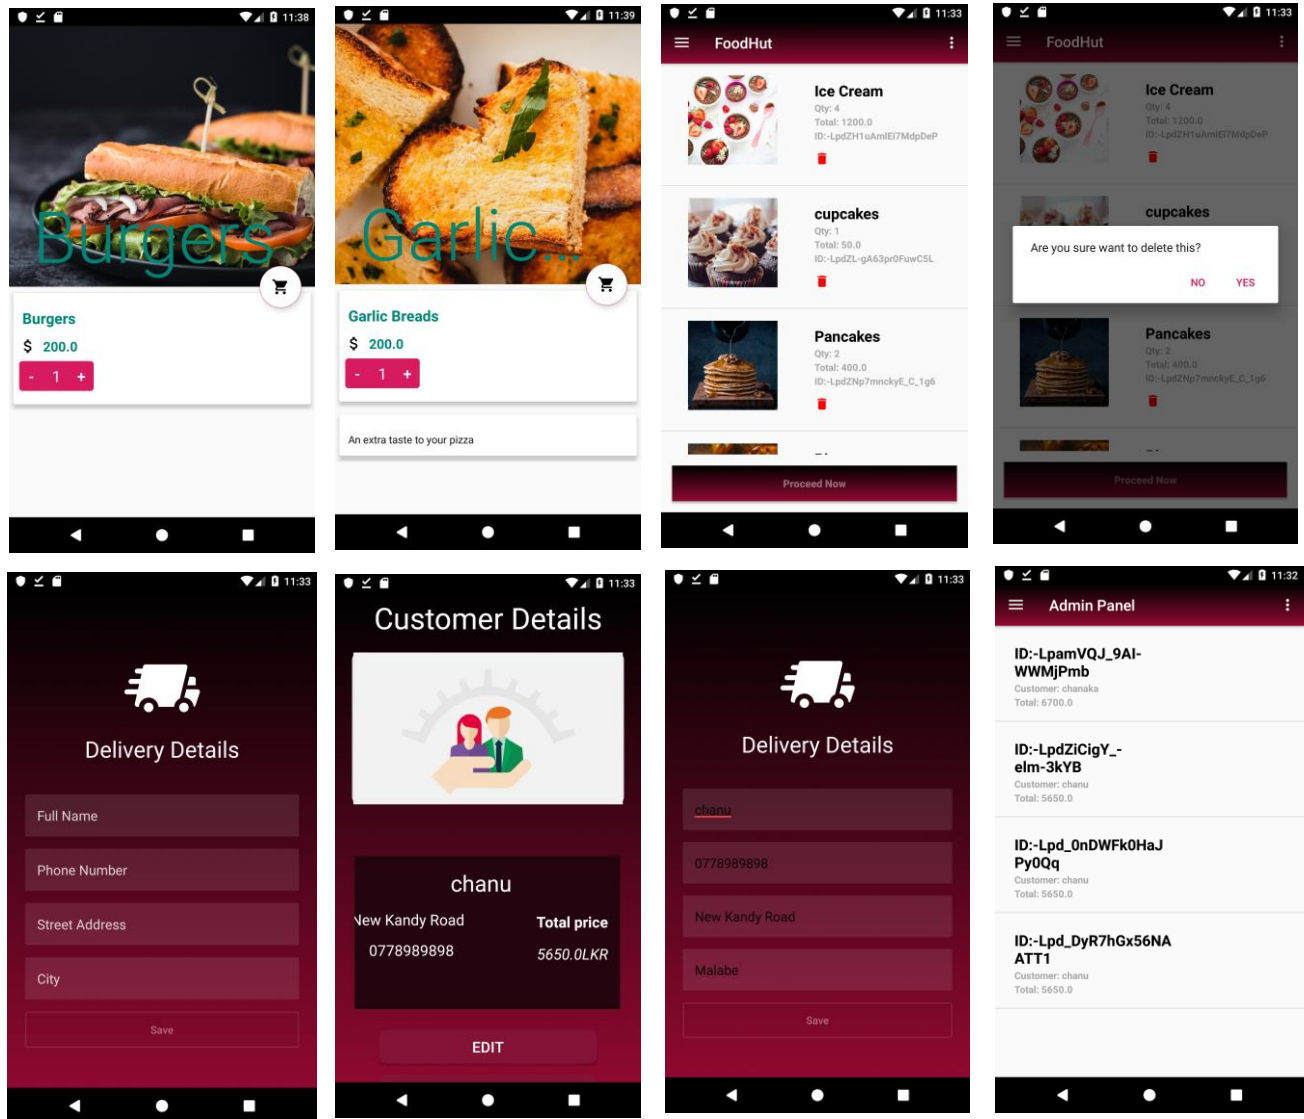 11:38
Burgers
Burgers
$ 200.0
- 1 +
11:39
Garlic...
Garlic Breads
$ 200.0
- 1 +
An extra taste to your pizza
11:33
FoodHut
Ice Cream
Qty: 4
Total: 1200.0
ID:-LpdZH1uAmIEi7MdpDeP
cupcakes
Qty: 1
Total: 50.0
ID:-LpdZL-gA63pr0FuwC5L
Pancakes
Qty: 2
Total: 400.0
ID:-LpdZNp7mnckyE_C_1g6
Proceed Now
11:33
FoodHut
Ice Cream
Qty: 4
Total: 1200.0
ID:-LpdZH1uAmIEi7MdpDeP
cupcakes
Are you sure want to delete this?
NO YES
Pancakes
Qty: 2
Total: 400.0
ID:-LpdZNp7mnckyE_C_1g6
Proceed Now
11:33
Delivery Details
Full Name
Phone Number
Street Address
City
Save
11:33
Customer Details
chanu
New Kandy Road
Total price
0778989898
5650.0LKR
EDIT
11:33
Delivery Details
chanu
0778989898
New Kandy Road
Malabe
Save
11:32
Admin Panel
ID:-LpamVQJ_9AI-
WWMjPmb
Customer: chanaka
Total: 6700.0
ID:-LpdZiCigY_-
elm-3kYB
Customer: chanu
Total: 5650.0
ID:-Lpd_0nDWFk0HaJ
Py0Qq
Customer: chanu
Total: 5650.0
ID:-Lpd_DyR7hGx56NA
ATT1
Customer: chanu
Total: 5650.0